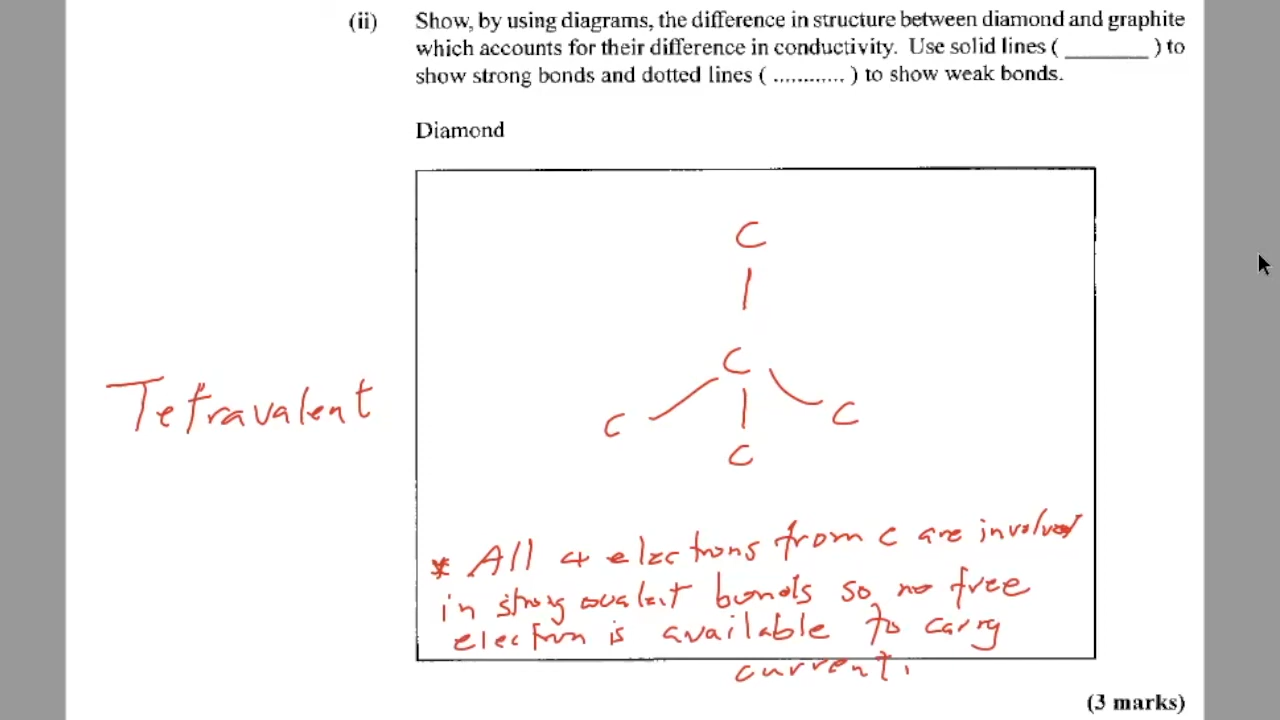 (ii) Show, by using diagrams, the difference in structure between diamond and graphite
which accounts for their difference in conductivity. Use solid lines ( ________ ) to
show strong bonds and dotted lines ( ............ ) to show weak bonds.
Diamond
C
C
Tetravalent
C
C
C
* All 4 electrons from C are involved
in strong covalent bonds so no free
electron is available to carry
current.
(3 marks)